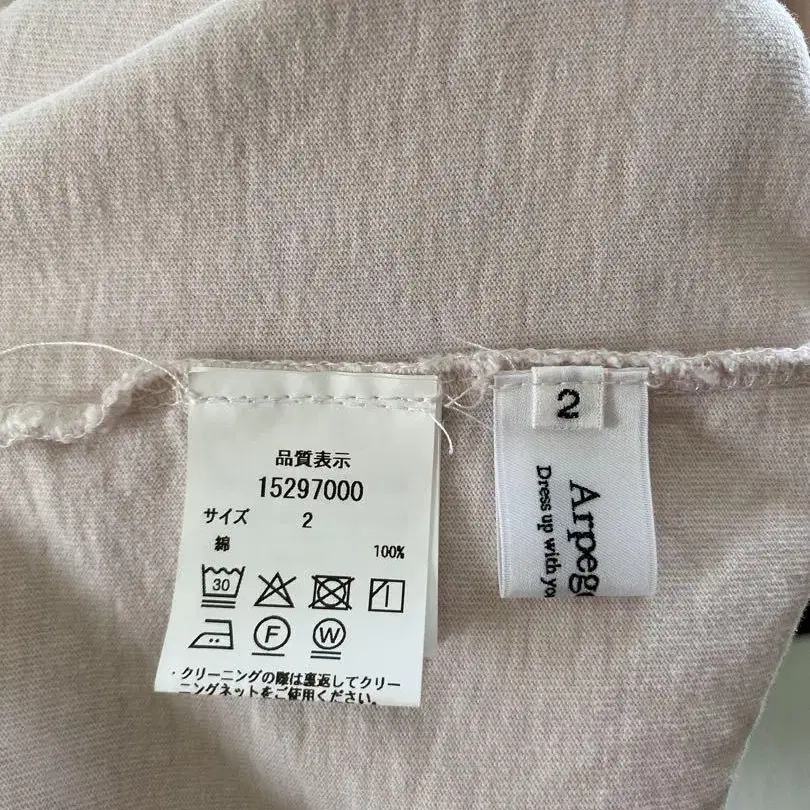 品質表示
15297000
サイズ 2
綿 100%
30
F W
・クリーニングの際は裏返してクリー
ニングネットをご使用ください。
2
Arpeg
Dress up with yo